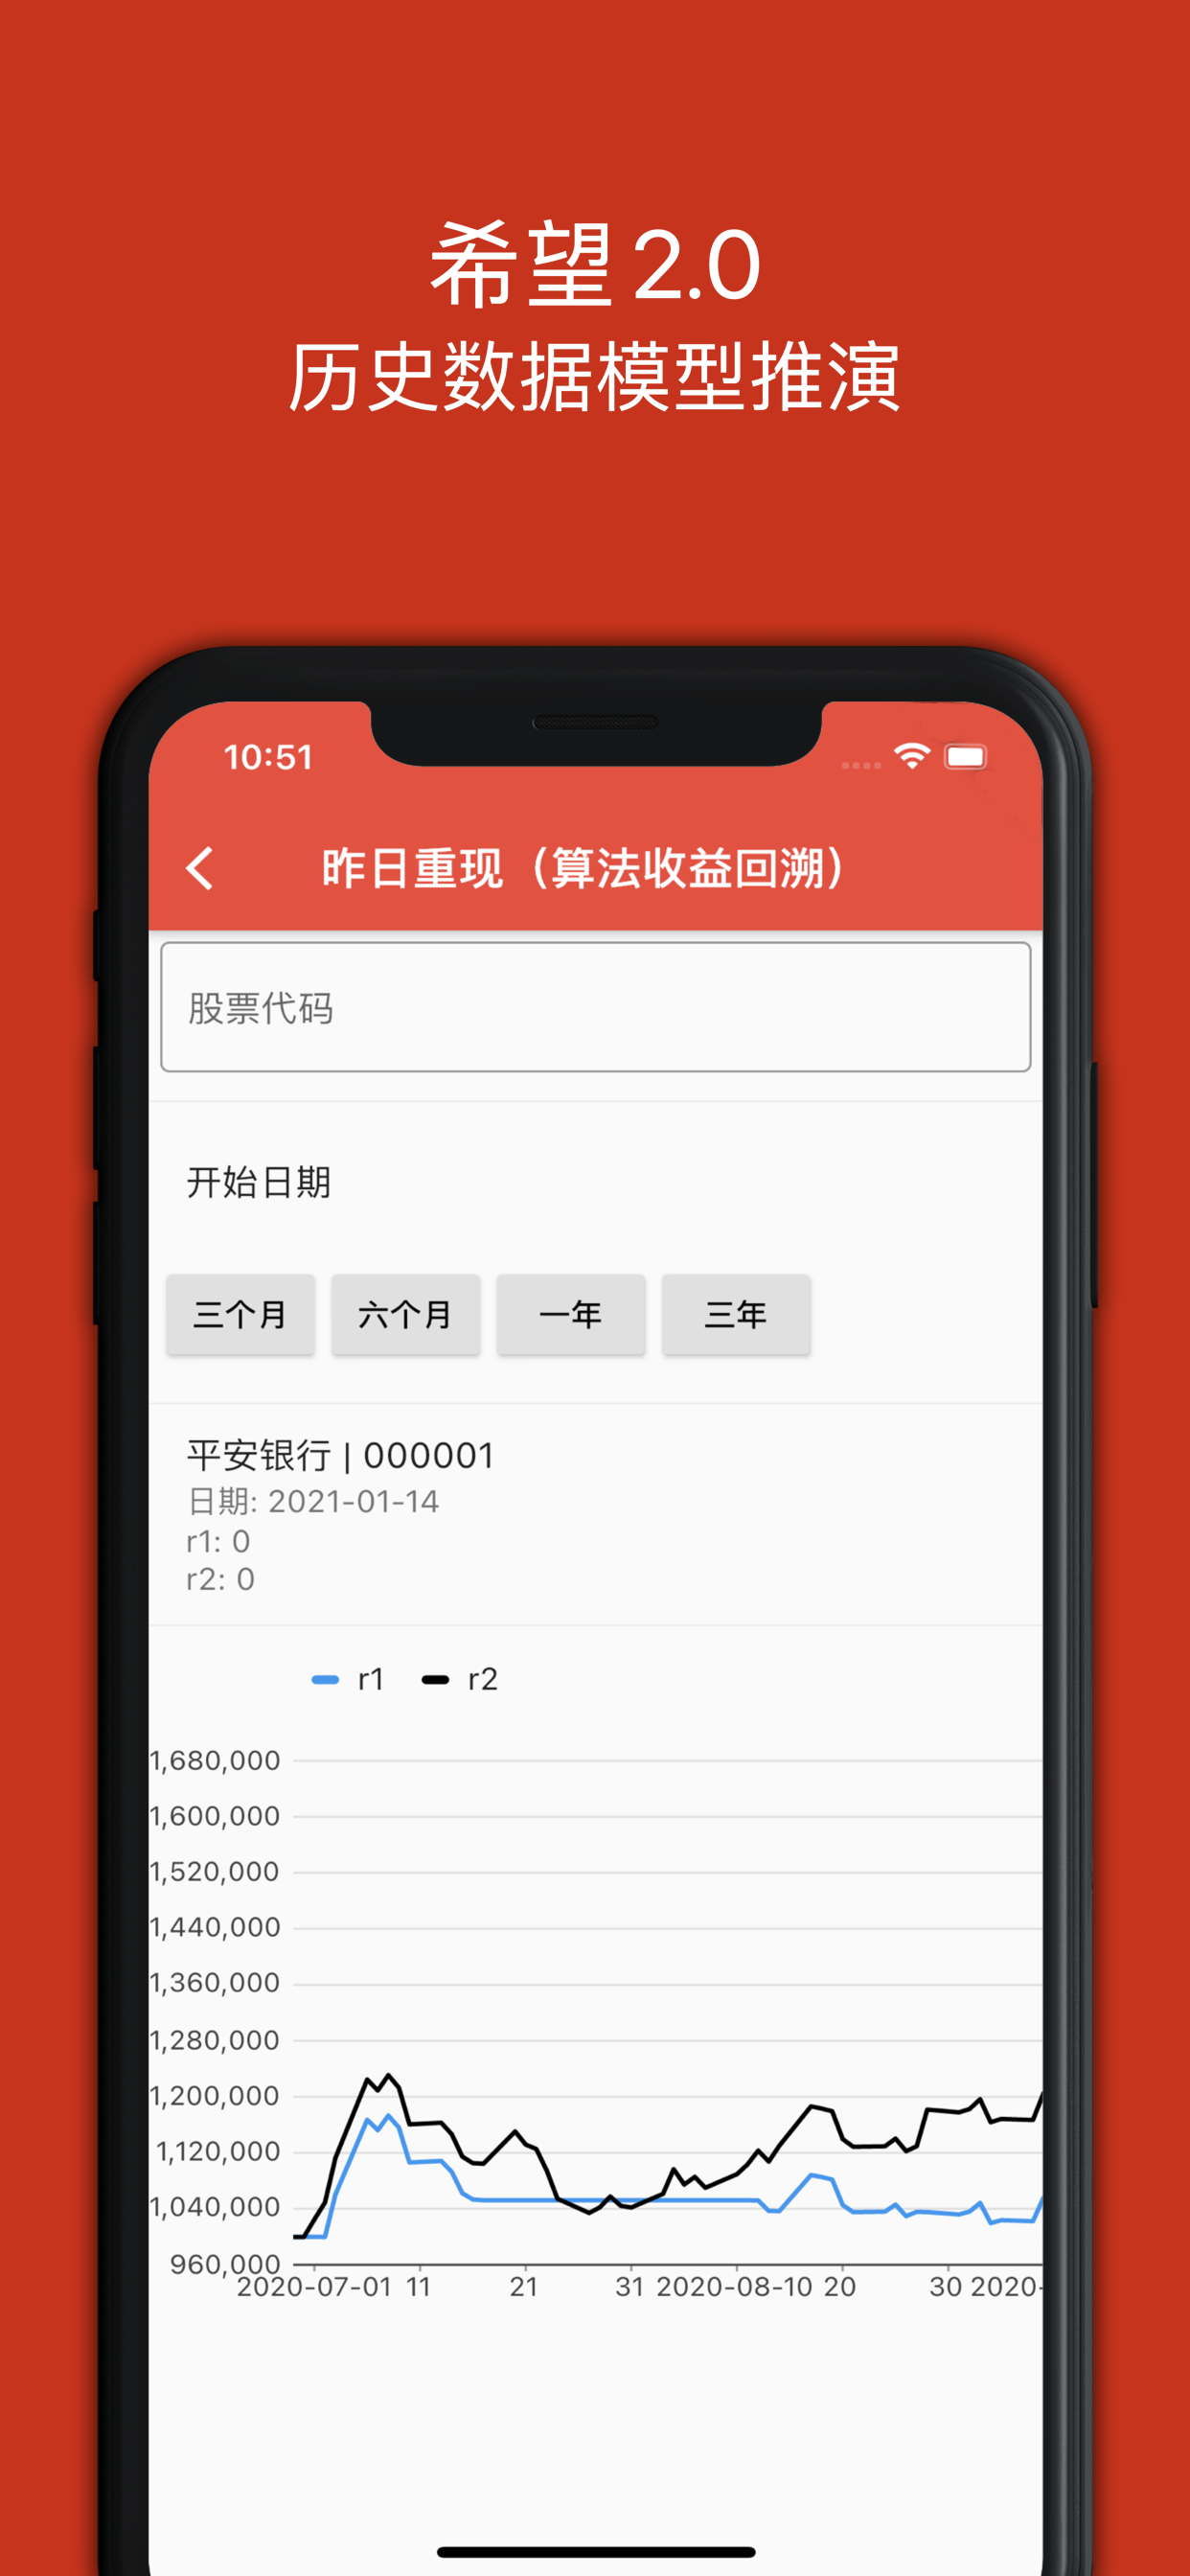 希望2.0
历史数据模型推演
10:51
昨日重现（算法收益回溯）
股票代码
开始日期
三个月 六个月 一年 三年
平安银行 | 000001
日期: 2021-01-14
r1: 0
r2: 0
r1 r2
1,680,000
1,600,000
1,520,000
1,440,000
1,360,000
1,280,000
1,200,000
1,120,000
1,040,000
960,000
2020-07-01 11 21 31 2020-08-10 20 30 2020-